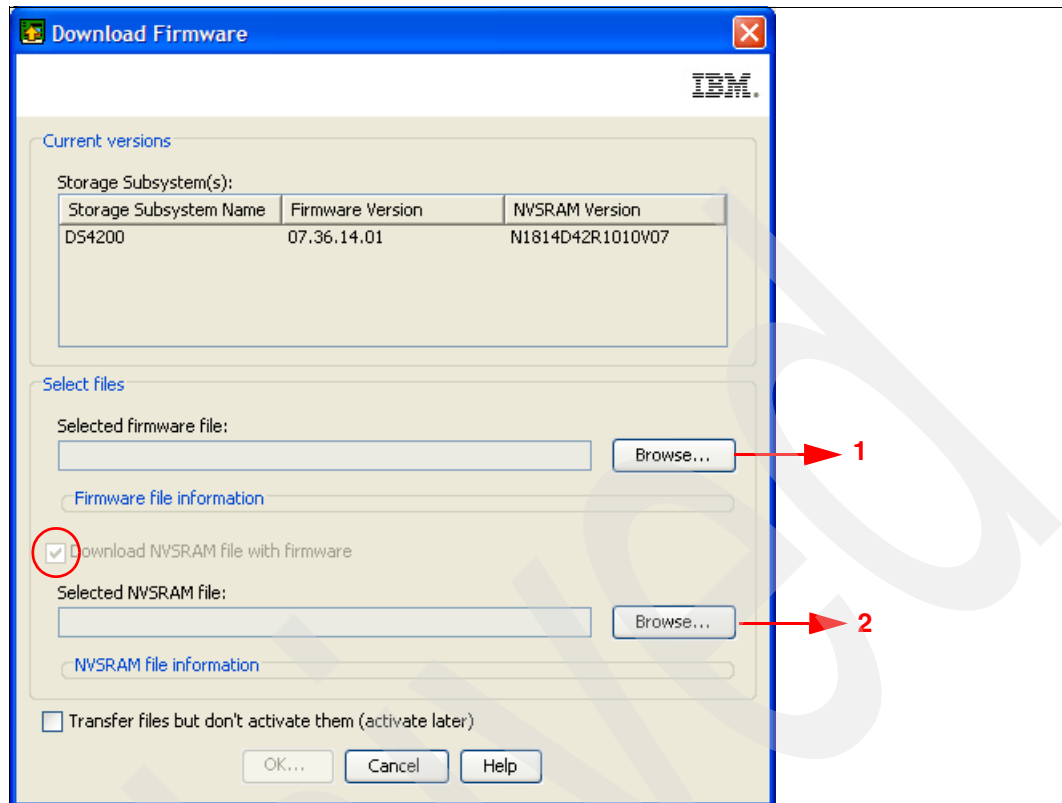 Download Firmware
IBM.
Current versions
Storage Subsystem(s):
Storage Subsystem Name Firmware Version NVSRAM Version
DS4200 07.36.14.01 N1814D42R1010V07
Select files
Selected firmware file:
Browse... 1
Firmware file information
Download NVSRAM file with firmware
Selected NVSRAM file:
Browse... 2
NVSRAM file information
Transfer files but don't activate them (activate later)
OK... Cancel Help